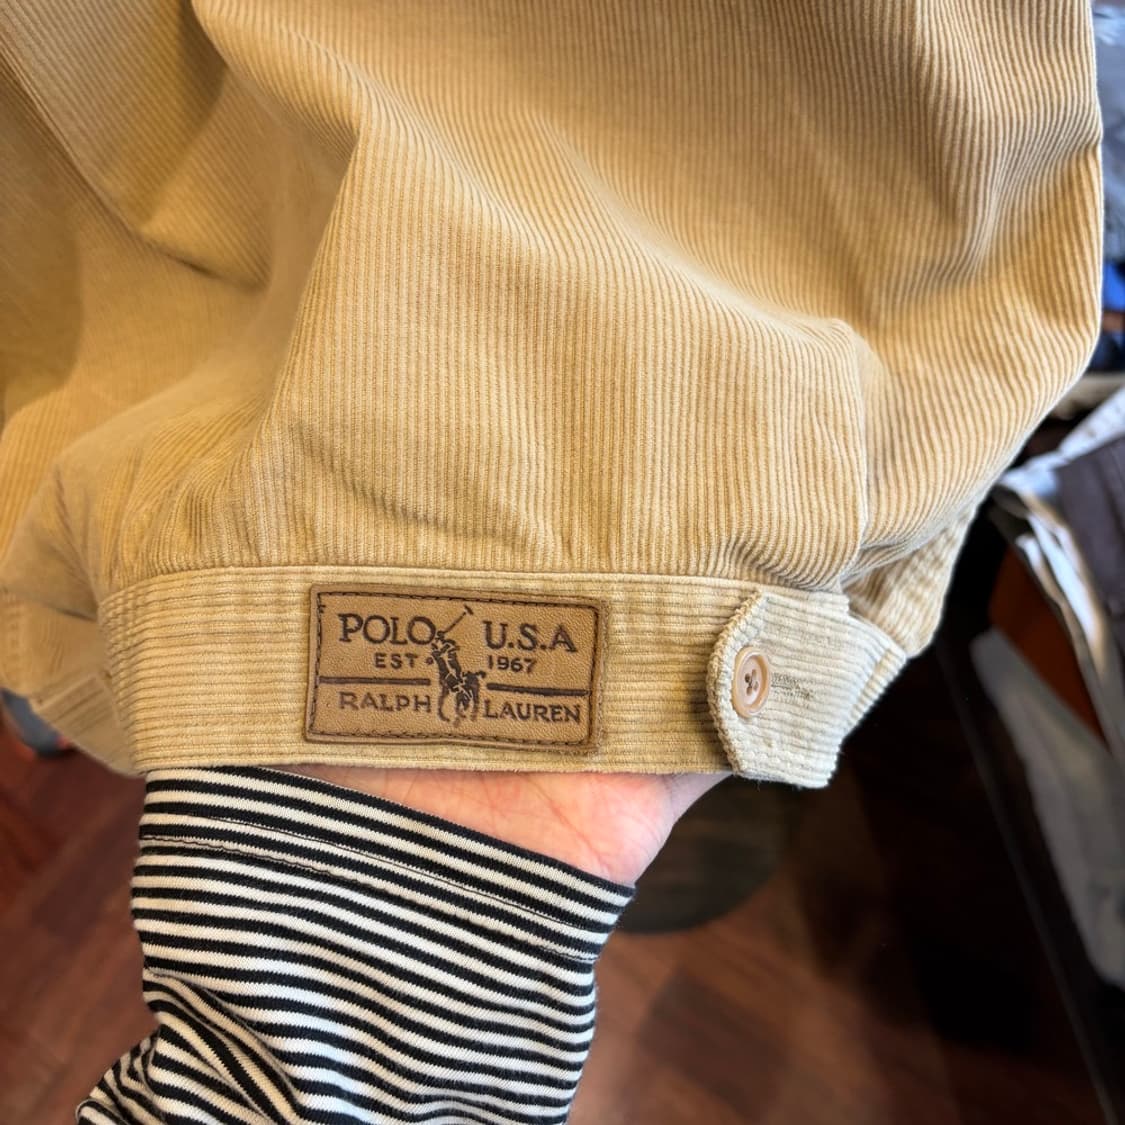 POLO U.S.A
EST. 1967
RALPH LAUREN